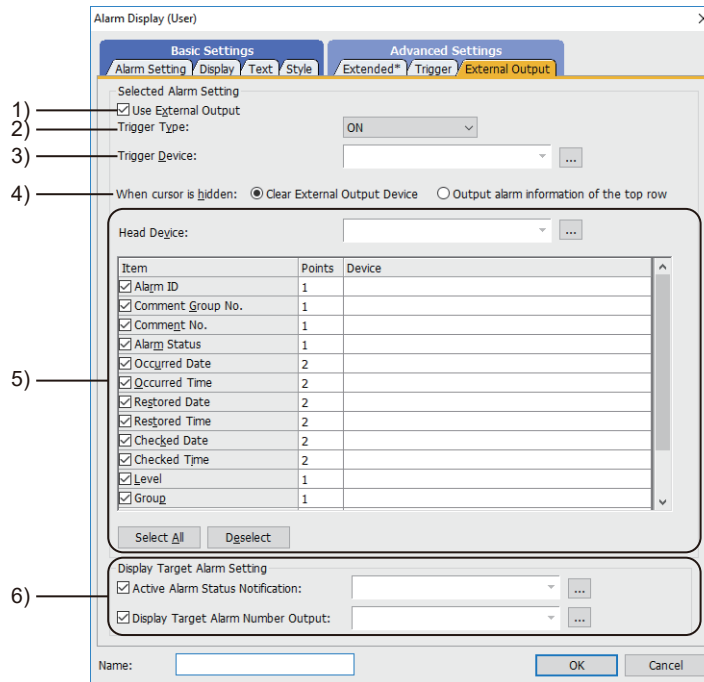 Alarm Display (User)
Basic Settings Advanced Settings
Alarm Setting Display Text Style Extended* Trigger External Output
Selected Alarm Setting
1) Use External Output
2) Trigger Type: ON
3) Trigger Device: ...
4) When cursor is hidden: Clear External Output Device Output alarm information of the top row
5)
Head Device: ...
Item Points Device
Alarm ID 1
Comment Group No. 1
Comment No. 1
Alarm Status 1
Occurred Date 2
Occurred Time 2
Restored Date 2
Restored Time 2
Checked Date 2
Checked Time 2
Level 1
Group 1
Select All Deselect
6)
Display Target Alarm Setting
Active Alarm Status Notification: ...
Display Target Alarm Number Output: ...
Name: OK Cancel